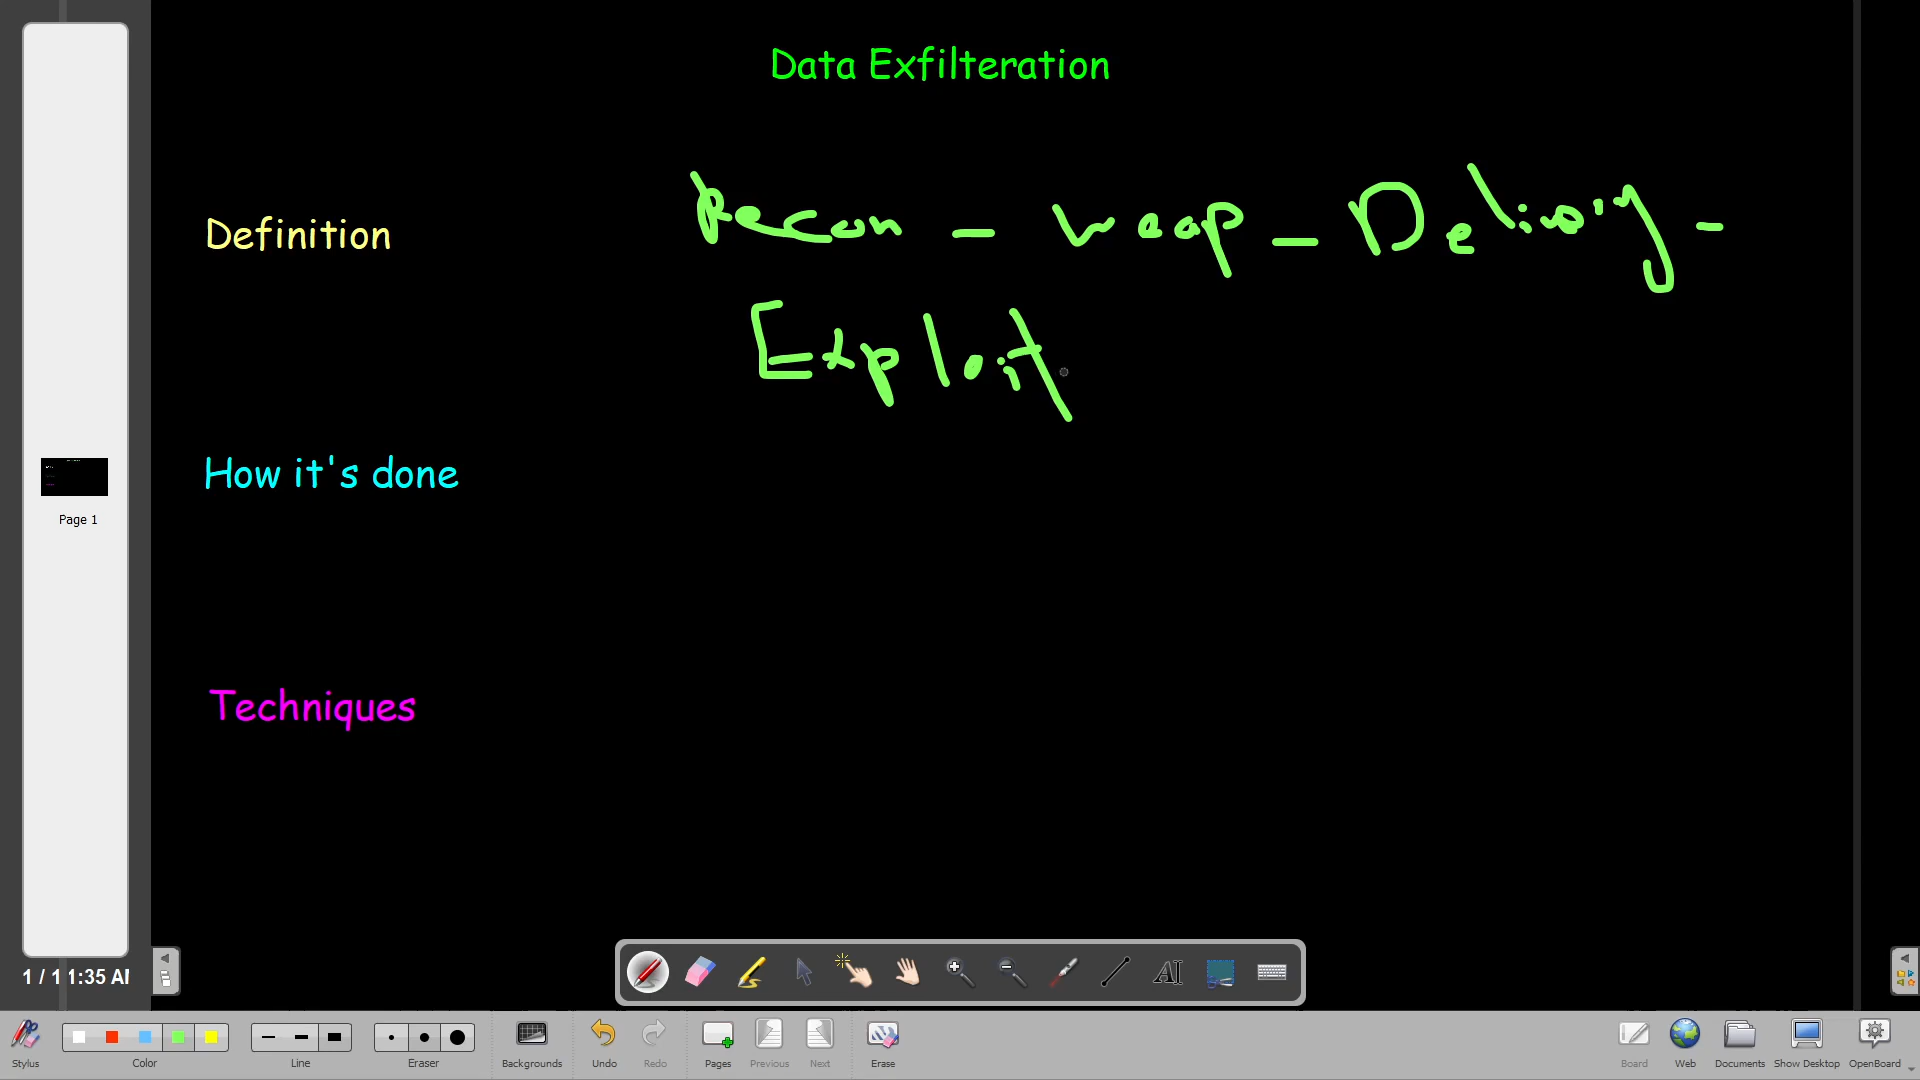 Data Exfilteration
Recon - weap - Delivery -
Definition
Exploit
How it's done
Page 1
Techniques
1 / 1 1:35 AM
Stylus Color Line Eraser Backgrounds Undo Redo Pages Previous Next Erase Board Web Documents Show Desktop OpenBoard